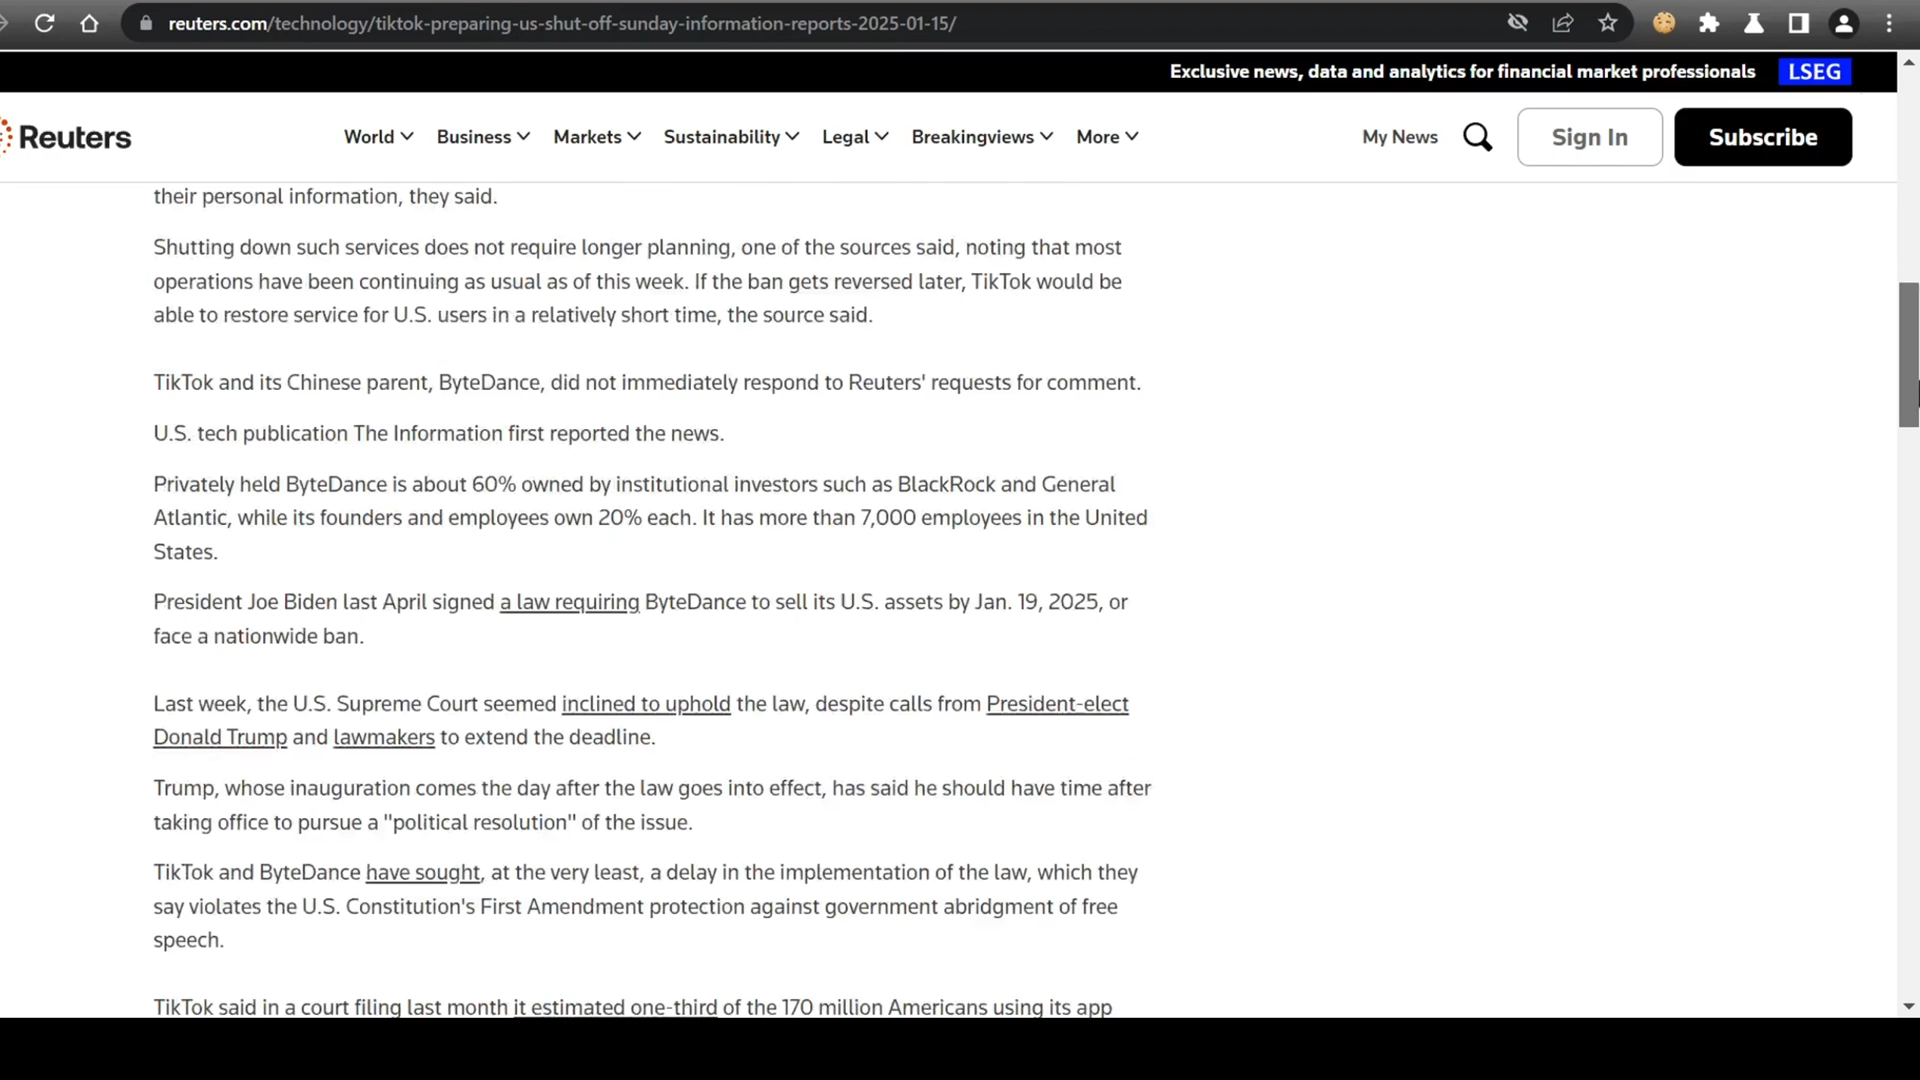 reuters.com/technology/tiktok-preparing-us-shut-off-sunday-information-reports-2025-01-15/
Exclusive news, data and analytics for financial market professionals LSEG
Reuters World Business Markets Sustainability Legal Breakingviews More My News Sign In Subscribe
their personal information, they said.
Shutting down such services does not require longer planning, one of the sources said, noting that most
operations have been continuing as usual as of this week. If the ban gets reversed later, TikTok would be
able to restore service for U.S. users in a relatively short time, the source said.
TikTok and its Chinese parent, ByteDance, did not immediately respond to Reuters' requests for comment.
U.S. tech publication The Information first reported the news.
Privately held ByteDance is about 60% owned by institutional investors such as BlackRock and General
Atlantic, while its founders and employees own 20% each. It has more than 7,000 employees in the United
States.
President Joe Biden last April signed a law requiring ByteDance to sell its U.S. assets by Jan. 19, 2025, or
face a nationwide ban.
Last week, the U.S. Supreme Court seemed inclined to uphold the law, despite calls from President-elect
Donald Trump and lawmakers to extend the deadline.
Trump, whose inauguration comes the day after the law goes into effect, has said he should have time after
taking office to pursue a "political resolution" of the issue.
TikTok and ByteDance have sought, at the very least, a delay in the implementation of the law, which they
say violates the U.S. Constitution's First Amendment protection against government abridgment of free
speech.
TikTok said in a court filing last month it estimated one-third of the 170 million Americans using its app